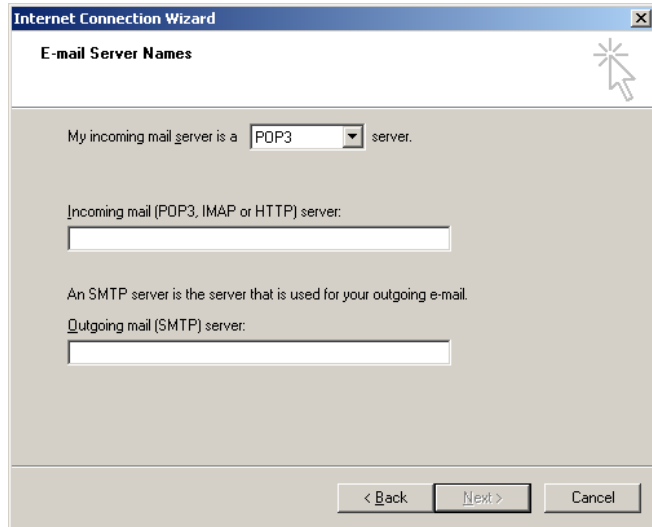 Internet Connection Wizard
E-mail Server Names
My incoming mail server is a POP3 server.
Incoming mail (POP3, IMAP or HTTP) server:
An SMTP server is the server that is used for your outgoing e-mail.
Outgoing mail (SMTP) server:
< Back Next > Cancel